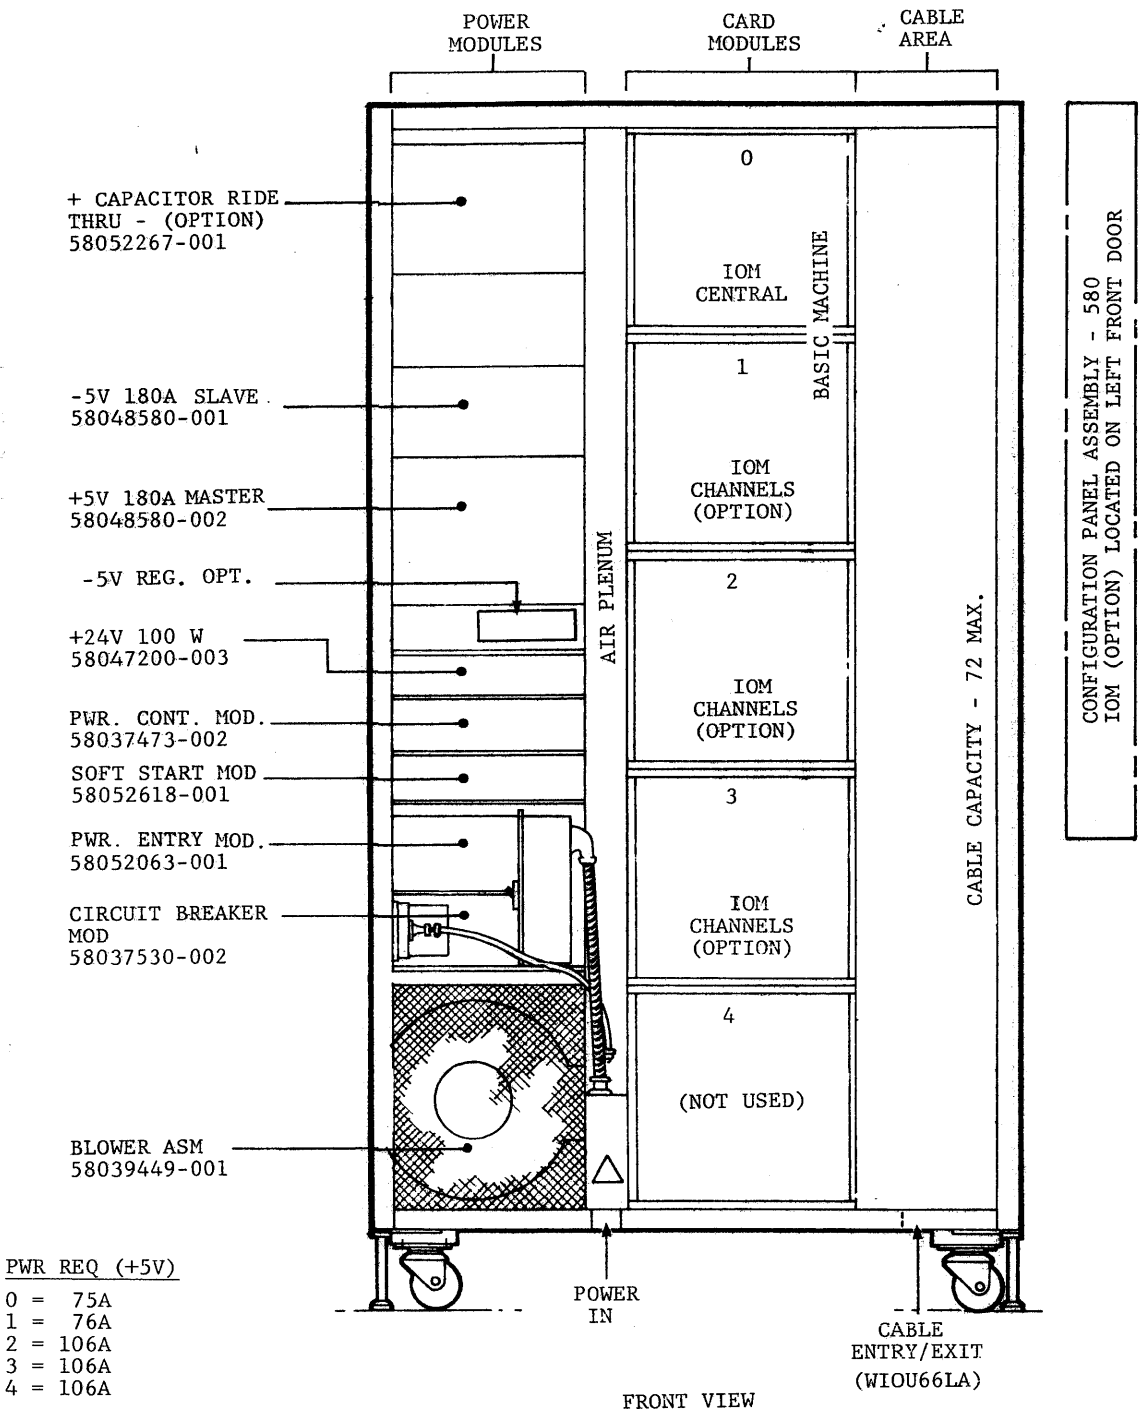 POWER
MODULES
CARD
MODULES
CABLE
AREA
+ CAPACITOR RIDE
THRU - (OPTION)
58052267-001
-5V 180A SLAVE
58048580-001
+5V 180A MASTER
58048580-002
-5V REG. OPT.
+24V 100 W
58047200-003
PWR. CONT. MOD.
58037473-002
SOFT START MOD
58052618-001
PWR. ENTRY MOD.
58052063-001
CIRCUIT BREAKER
MOD
58037530-002
BLOWER ASM
58039449-001
AIR PLENUM
0
IOM
CENTRAL
BASIC MACHINE
1
IOM
CHANNELS
(OPTION)
2
IOM
CHANNELS
(OPTION)
3
IOM
CHANNELS
(OPTION)
4
(NOT USED)
CABLE CAPACITY - 72 MAX.
CONFIGURATION PANEL ASSEMBLY - 580
IOM (OPTION) LOCATED ON LEFT FRONT DOOR
PWR REQ (+5V)
0 = 75A
1 = 76A
2 = 106A
3 = 106A
4 = 106A
POWER
IN
CABLE
ENTRY/EXIT
(WIOU66LA)
FRONT VIEW